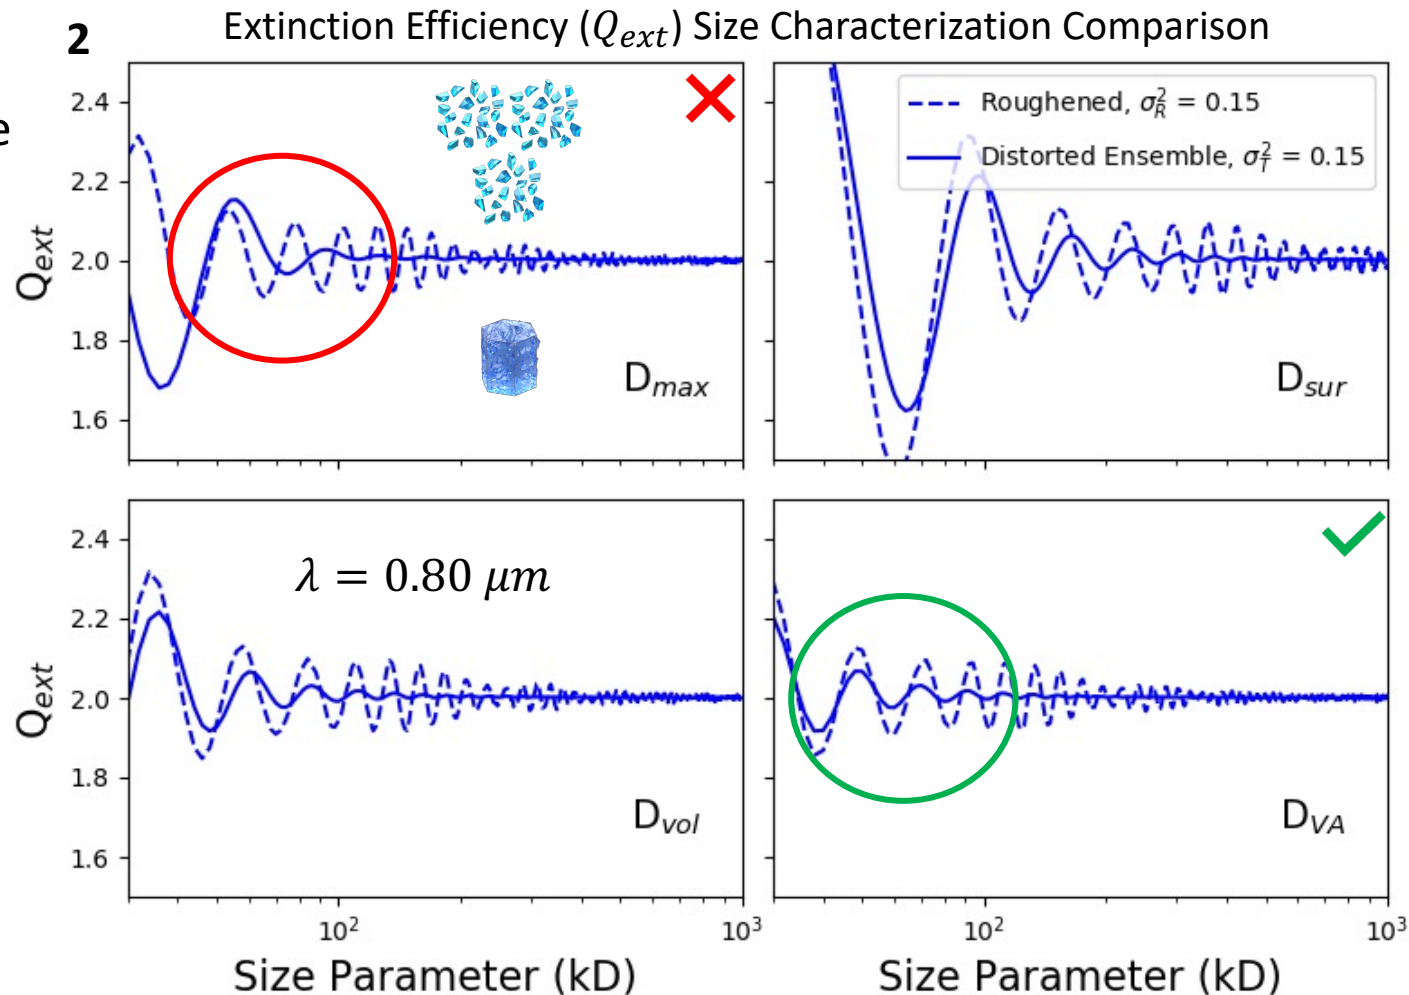 2
Extinction Efficiency (Q_ext) Size Characterization Comparison
e
Q_ext
2.4
2.2
2.0
1.8
1.6
D_max
Roughened, σ_R^2 = 0.15
Distorted Ensemble, σ_T^2 = 0.15
D_sur
Q_ext
2.4
2.2
2.0
1.8
1.6
λ = 0.80 μm
D_vol
D_VA
10^2
10^3
10^2
10^3
Size Parameter (kD)
Size Parameter (kD)